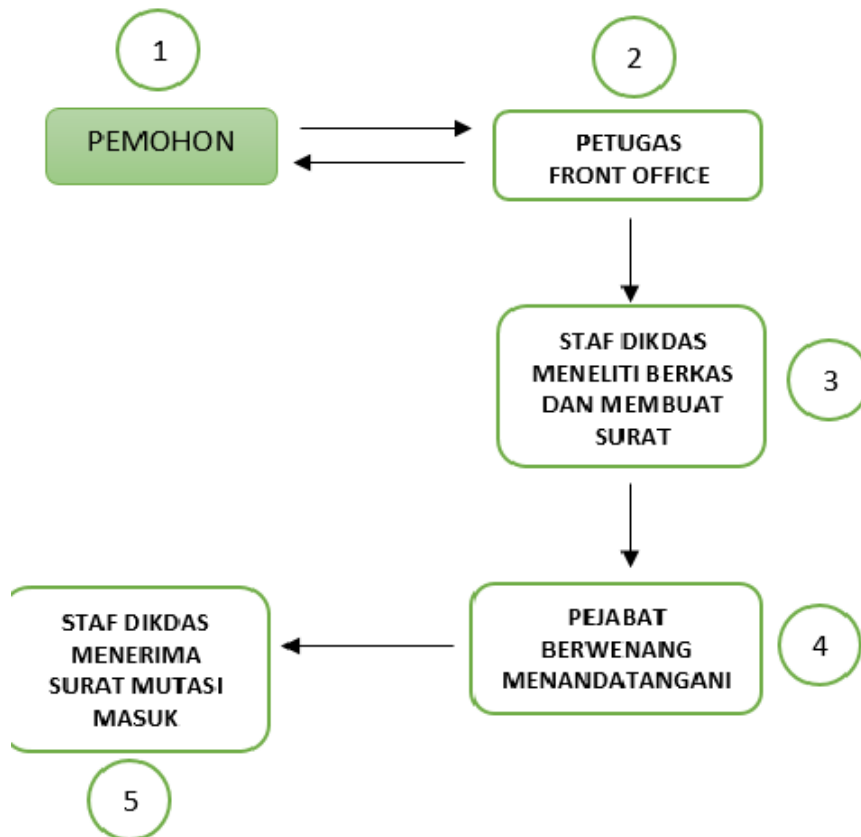 1
PEMOHON
2
PETUGAS
FRONT OFFICE
STAF DIKDAS
MENELITI BERKAS
DAN MEMBUAT
SURAT
3
PEJABAT
BERWENANG
MENANDATANGANI
4
STAF DIKDAS
MENERIMA
SURAT MUTASI
MASUK
5